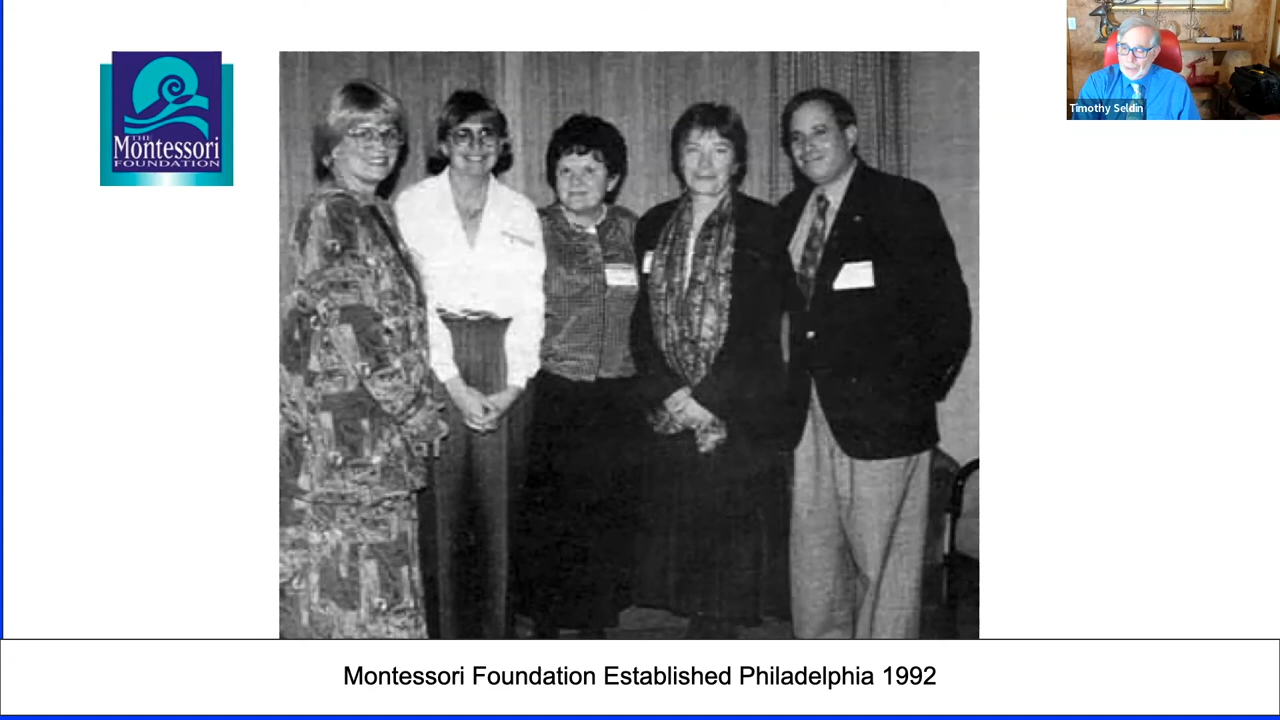 THE
Montessori
FOUNDATION
Timothy Seldin
Montessori Foundation Established Philadelphia 1992